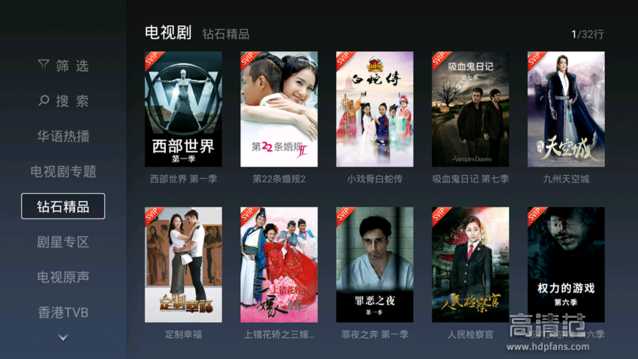 电视剧 钻石精品
1/32行
筛 选
搜 索
华语热播
电视剧专题
钻石精品
剧星专区
电视原声
香港TVB
SVIP
西部世界
第一季
西部世界 第一季
SVIP
第22条婚规 II
第22条婚规2
SVIP
白蛇传
小戏骨白蛇传
SVIP
吸血鬼日记
第七季
The Vampire Diaries
吸血鬼日记 第七季
SVIP
天空城
九州天空城
定制幸福
定制幸福
SVIP
上错花轿
嫁
上错花轿之三嫁...
SVIP
罪恶之夜
第一季
罪夜之奔 第一季
SVIP
人民检察官
人民检察官
SVIP
权力的游戏
第六季
权力的游戏 第六季
高清范
www.hdpfans.com